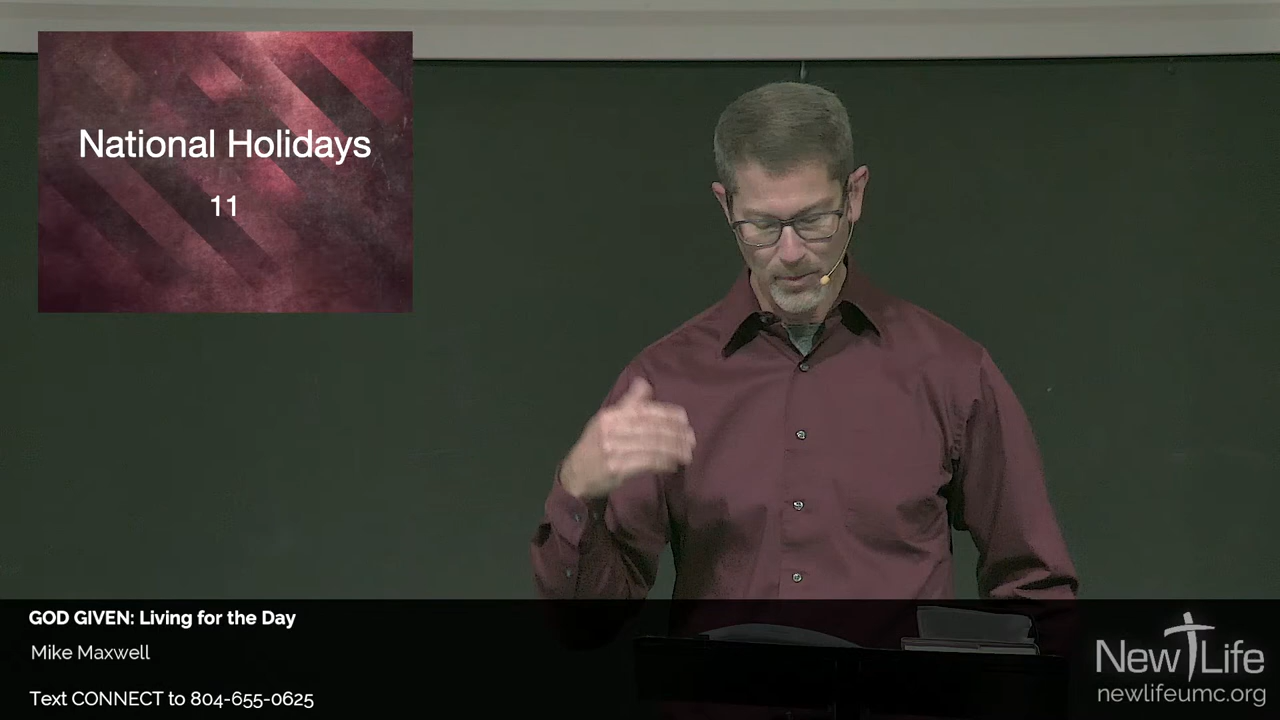 National Holidays
11
GOD GIVEN: Living for the Day
Mike Maxwell
Text CONNECT to 804-655-0625
New Life
newlifeumc.org